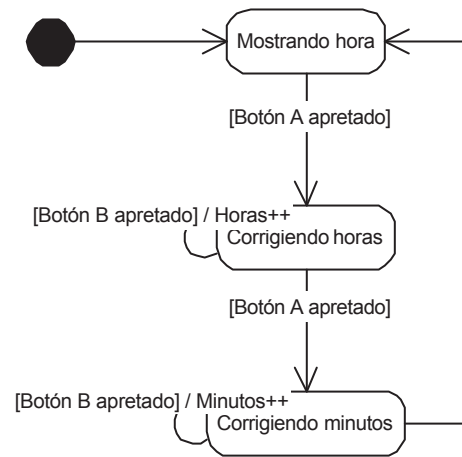 Mostrando hora
[Botón A apretado]
[Botón B apretado] / Horas++
Corrigiendo horas
[Botón A apretado]
[Botón B apretado] / Minutos++
Corrigiendo minutos